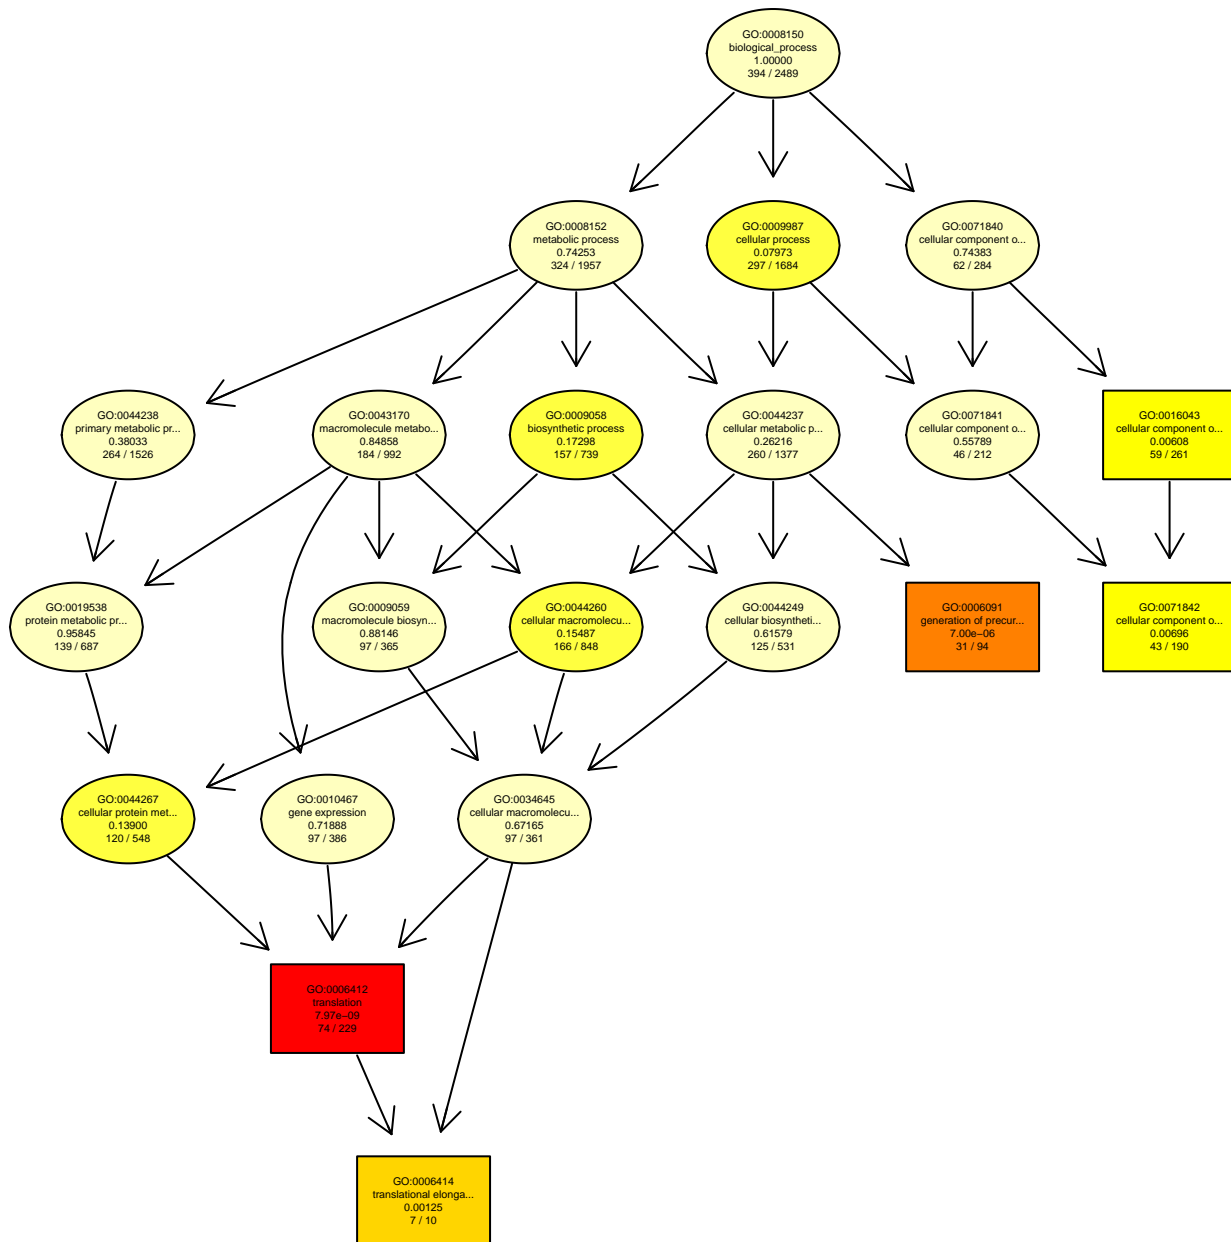 GO:0008150
biological_process
1.00000
394 / 2489
GO:0008152
metabolic process
0.74253
324 / 1957
GO:0009987
cellular process
0.07973
297 / 1684
GO:0071840
cellular component o...
0.74383
62 / 284
GO:0044238
primary metabolic pr...
0.38033
264 / 1526
GO:0043170
macromolecule metabo...
0.84858
184 / 992
GO:0009058
biosynthetic process
0.17298
157 / 739
GO:0044237
cellular metabolic p...
0.26216
260 / 1377
GO:0071841
cellular component o...
0.55789
46 / 212
GO:0016043
cellular component o...
0.00608
59 / 261
GO:0019538
protein metabolic pr...
0.95845
139 / 687
GO:0009059
macromolecule biosyn...
0.88146
97 / 365
GO:0044260
cellular macromolecu...
0.15487
166 / 848
GO:0044249
cellular biosyntheti...
0.61579
125 / 531
GO:0006091
generation of precur...
7.00e−06
31 / 94
GO:0071842
cellular component o...
0.00696
43 / 190
GO:0044267
cellular protein met...
0.13900
120 / 548
GO:0010467
gene expression
0.71888
97 / 386
GO:0034645
cellular macromolecu...
0.67165
97 / 361
GO:0006412
translation
7.97e−09
74 / 229
GO:0006414
translational elonga...
0.00125
7 / 10